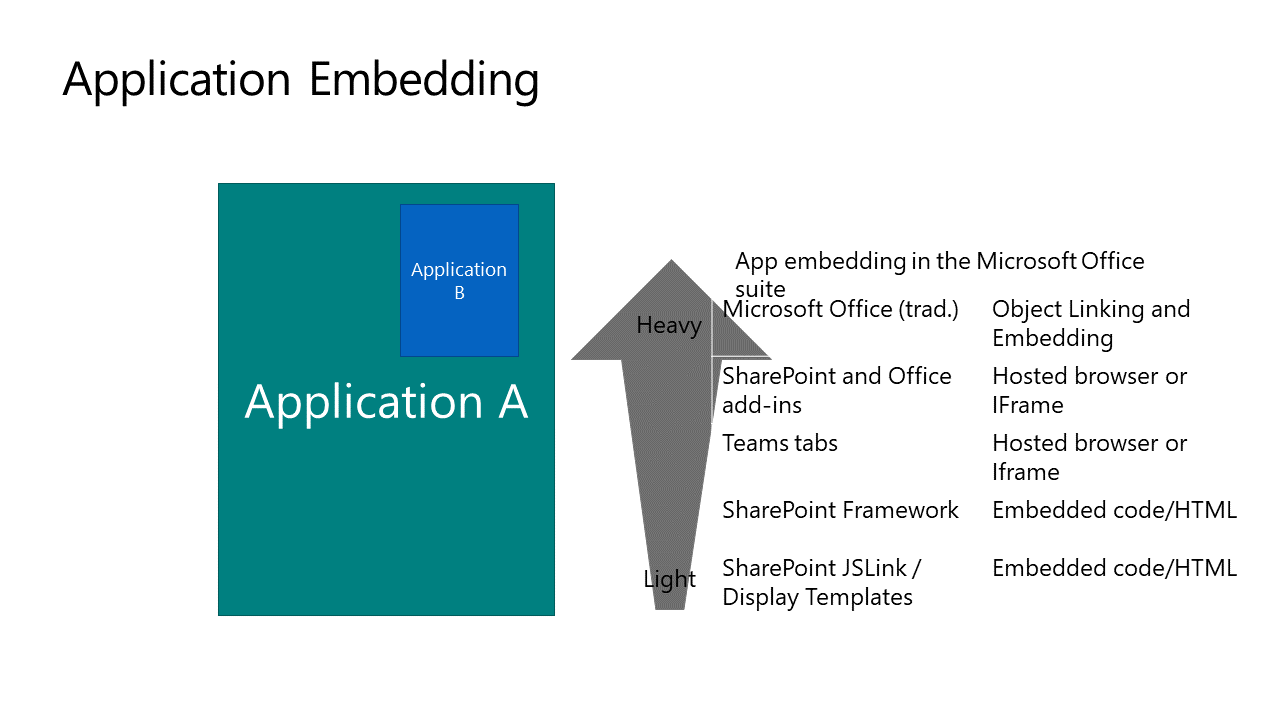 Application Embedding
Application
B
Application A
App embedding in the Microsoft Office
suite
Heavy
Microsoft Office (trad.)
Object Linking and
Embedding
SharePoint and Office
add-ins
Hosted browser or
IFrame
Teams tabs
Hosted browser or
Iframe
SharePoint Framework
Embedded code/HTML
Light
SharePoint JSLink /
Display Templates
Embedded code/HTML